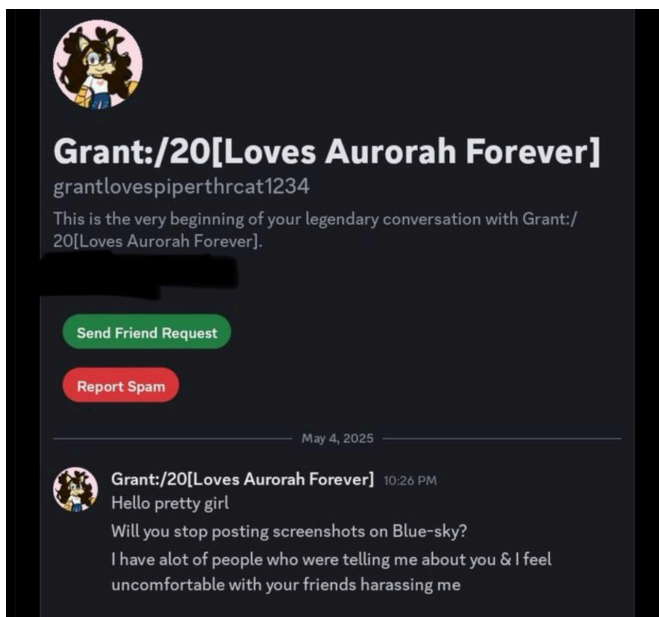 Grant:/20[Loves Aurorah Forever]
grantlovespiperthrcat1234
This is the very beginning of your legendary conversation with Grant:/
20[Loves Aurorah Forever].
Send Friend Request
Report Spam
May 4, 2025
Grant:/20[Loves Aurorah Forever] 10:26 PM
Hello pretty girl
Will you stop posting screenshots on Blue-sky?
I have alot of people who were telling me about you & I feel
uncomfortable with your friends harassing me